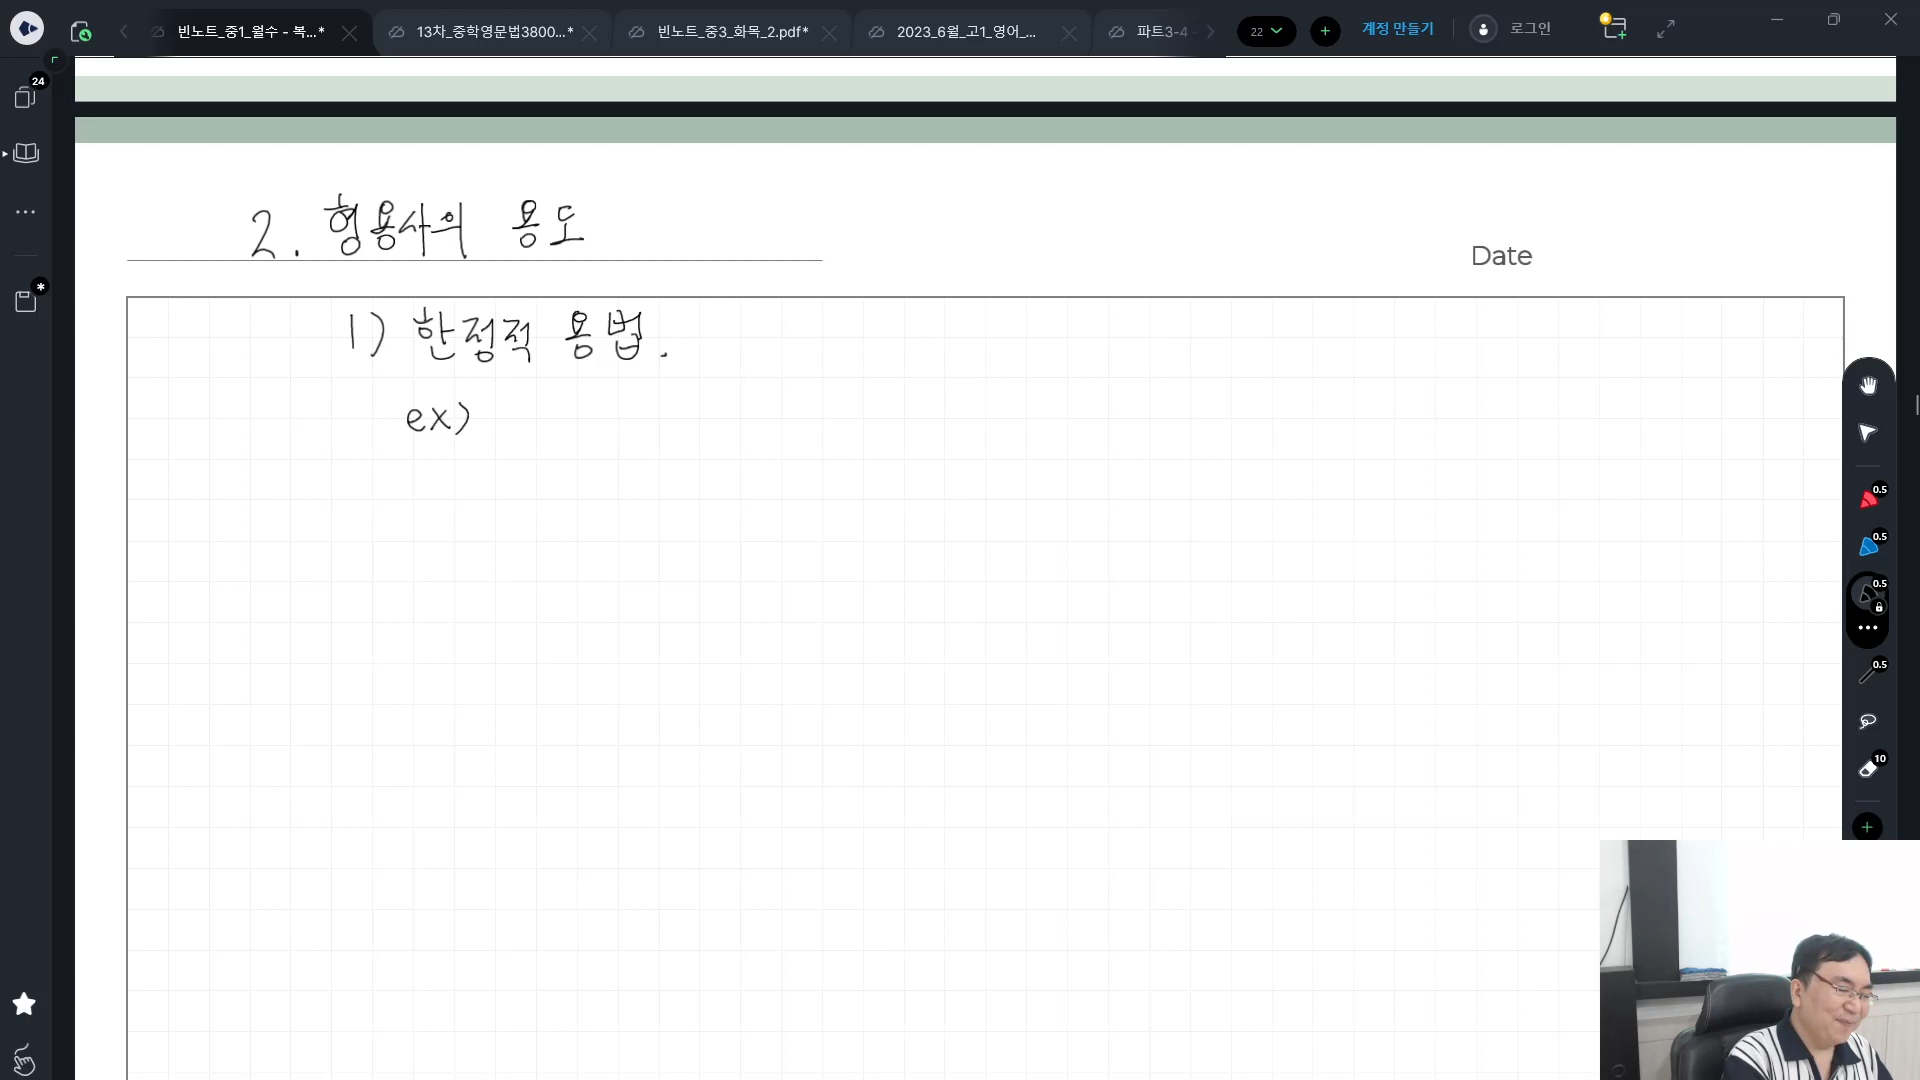 빈노트_중1_월수 - 복...*
13차_중학영문법3800...*
빈노트_중3_화목_2.pdf*
2023_6월_고1_영어_...
파트3-4
22
계정 만들기
로그인
24
2. 형용사의 용도
Date
1) 한정적 용법.
ex)
0.5
0.5
0.5
0.5
10